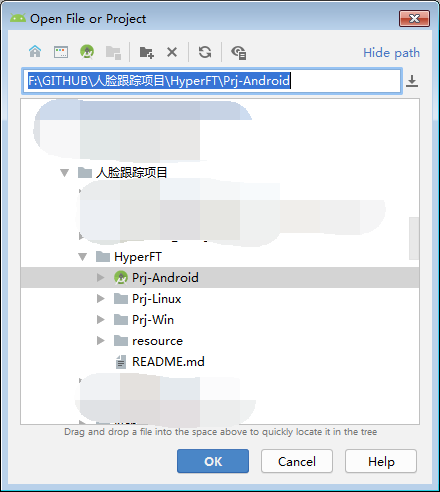 Open File or Project
Hide path
F:\GITHUB\人脸跟踪项目\HyperFT\Prj-Android
人脸跟踪项目
HyperFT
Prj-Android
Prj-Linux
Prj-Win
resource
README.md
Drag and drop a file into the space above to quickly locate it in the tree
OK
Cancel
Help